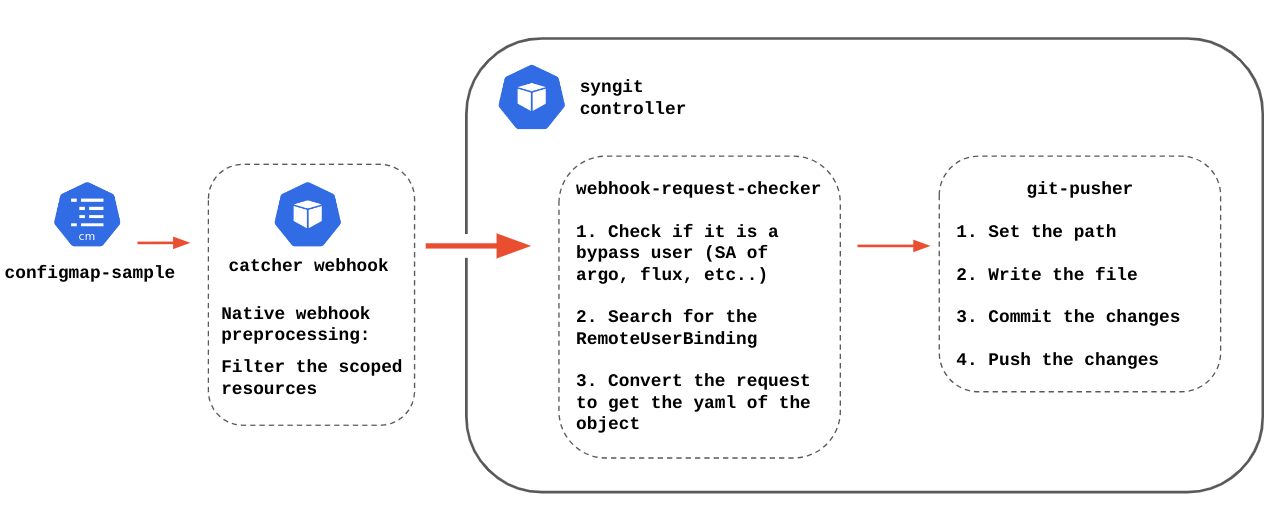 syngit
controller
cm
configmap-sample
catcher webhook
Native webhook
preprocessing:
Filter the scoped
resources
webhook-request-checker
1. Check if it is a
bypass user (SA of
argo, flux, etc..)
2. Search for the
RemoteUserBinding
3. Convert the request
to get the yaml of the
object
git-pusher
1. Set the path
2. Write the file
3. Commit the changes
4. Push the changes